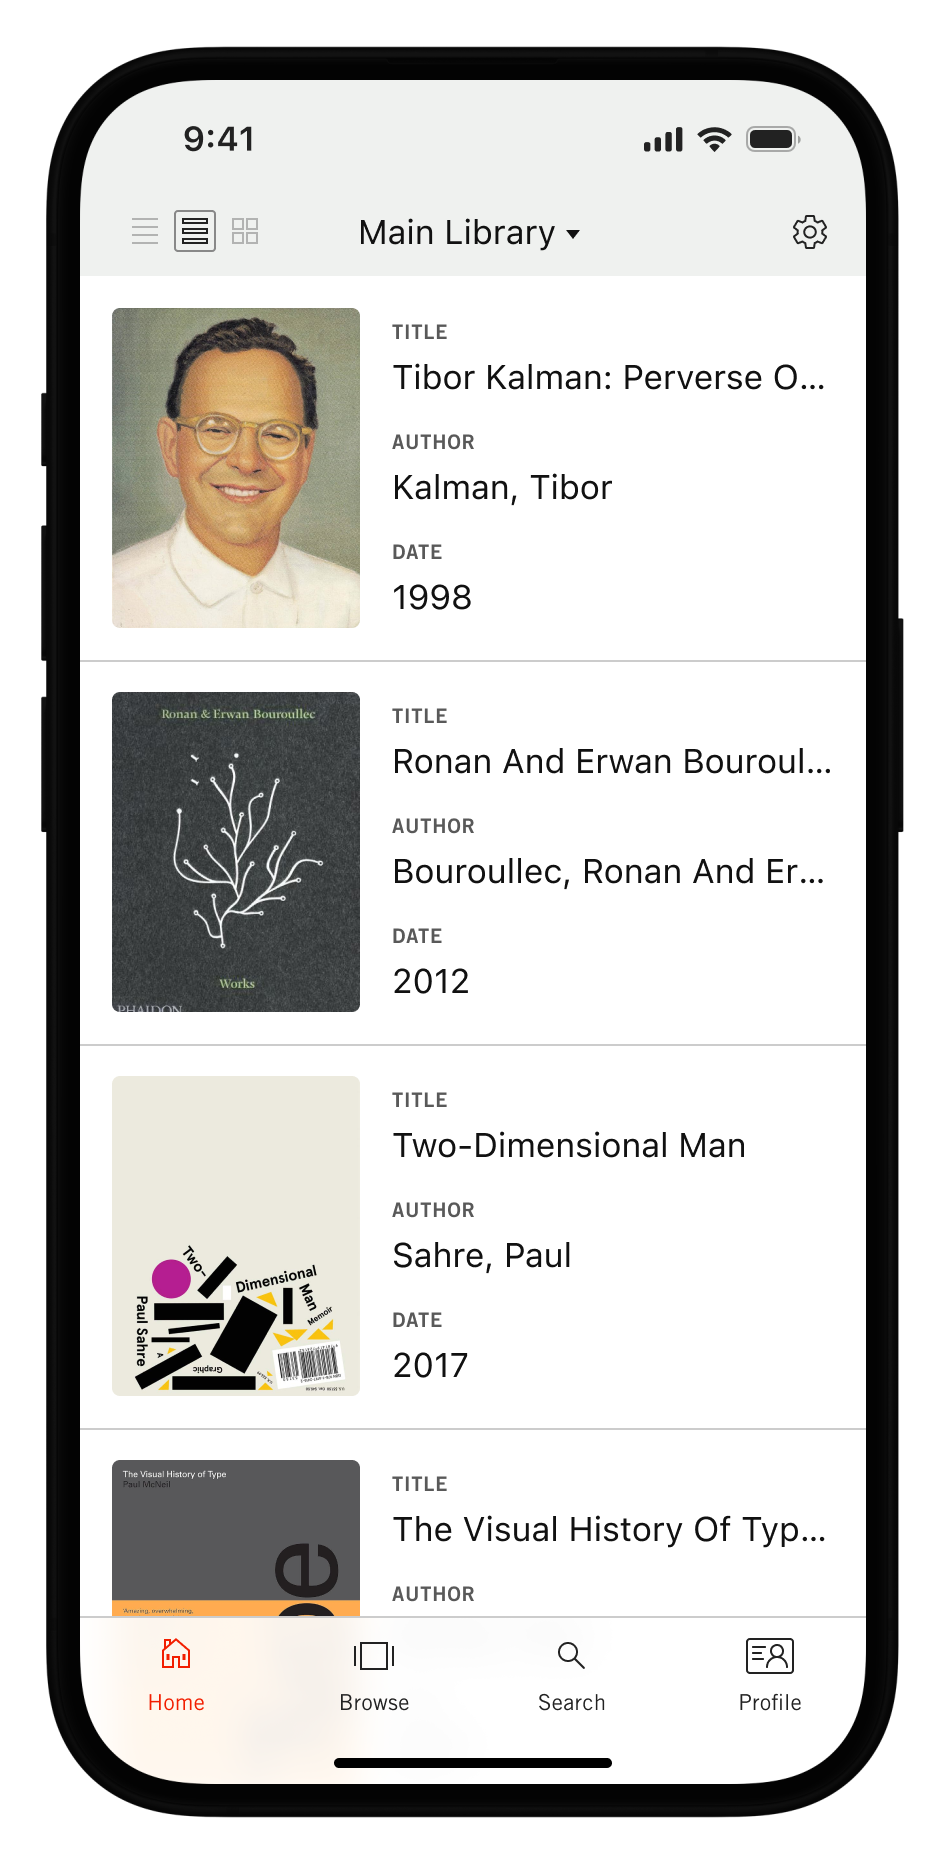 9:41
Main Library
TITLE
Tibor Kalman: Perverse O...
AUTHOR
Kalman, Tibor
DATE
1998
Ronan & Erwan Bouroullec
Works
PHAIDON
TITLE
Ronan And Erwan Bouroul...
AUTHOR
Bouroullec, Ronan And Er...
DATE
2012
Two-
Dimensional
Man
Memoir
Paul Sahre
A
Graphic
TITLE
Two-Dimensional Man
AUTHOR
Sahre, Paul
DATE
2017
The Visual History of Type
Paul McNeil
Amazing, overwhelming,
TITLE
The Visual History Of Typ...
AUTHOR
Home
Browse
Search
Profile